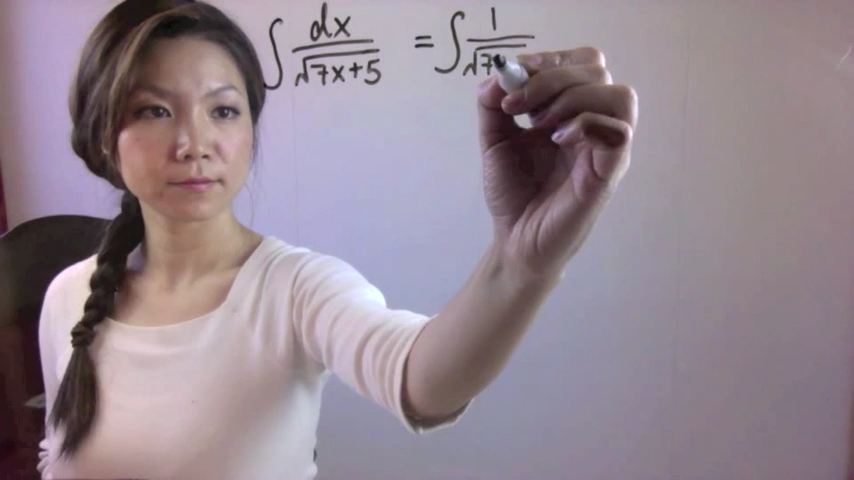 ∫ dx/√7x+5 = ∫ 1/√7